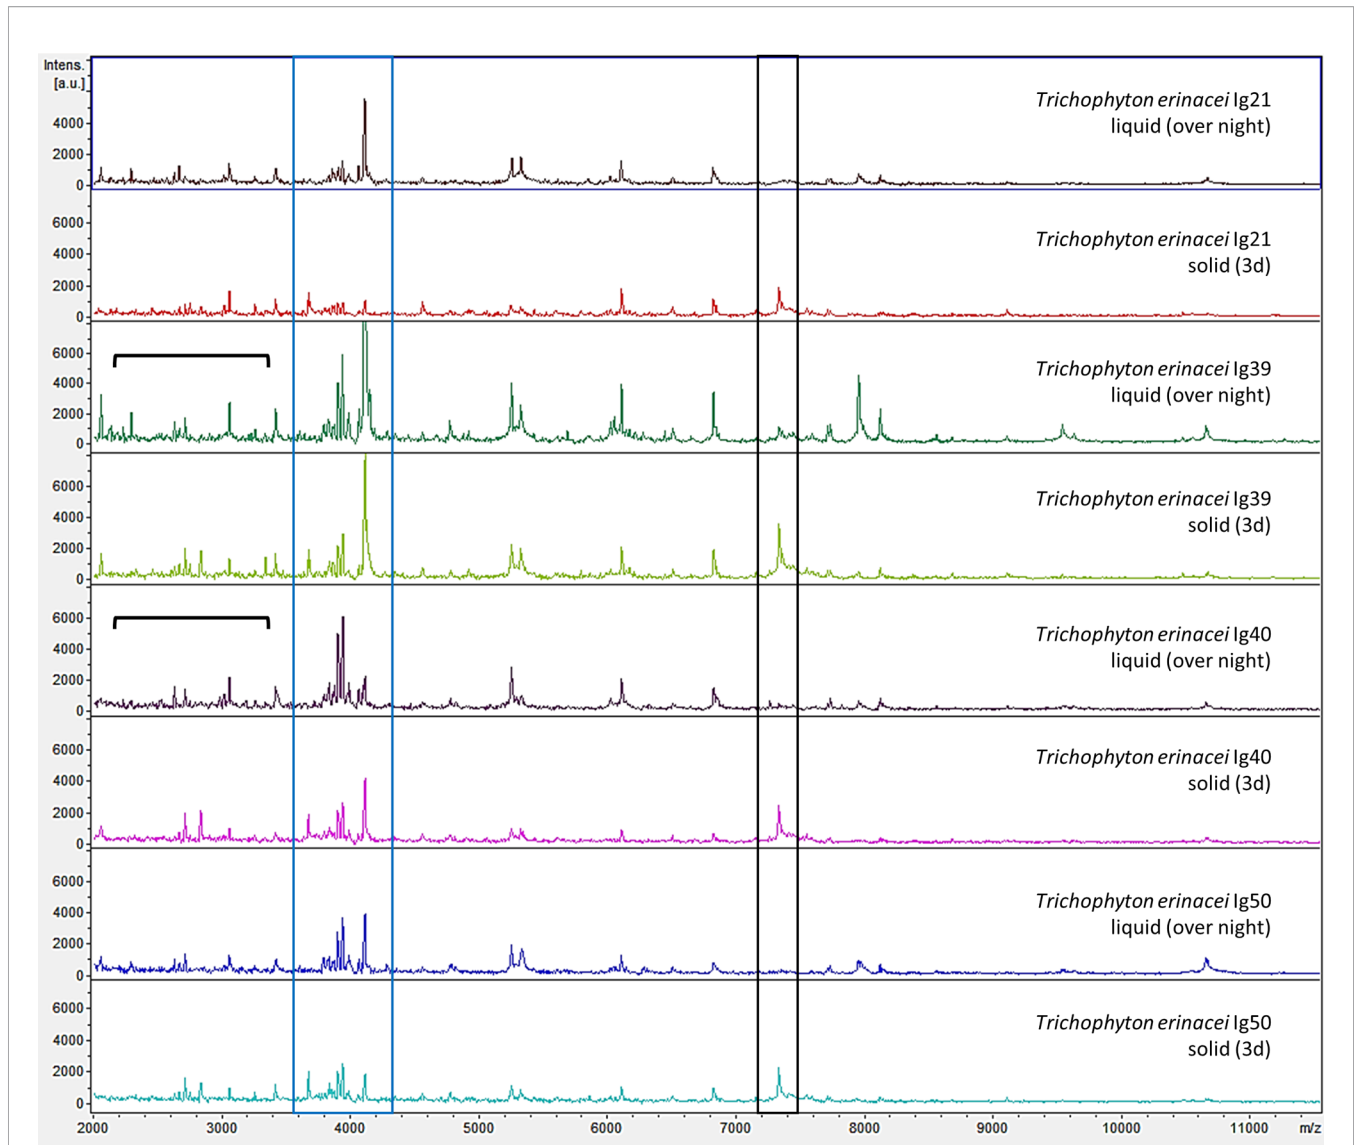 Intens.
[a.u.]
4000
2000
0
Trichophyton erinacei Ig21
liquid (over night)
6000
4000
2000
0
Trichophyton erinacei Ig21
solid (3d)
6000
4000
2000
0
Trichophyton erinacei Ig39
liquid (over night)
6000
4000
2000
0
Trichophyton erinacei Ig39
solid (3d)
6000
4000
2000
0
Trichophyton erinacei Ig40
liquid (over night)
6000
4000
2000
0
Trichophyton erinacei Ig40
solid (3d)
6000
4000
2000
0
Trichophyton erinacei Ig50
liquid (over night)
6000
4000
2000
0
Trichophyton erinacei Ig50
solid (3d)
2000 3000 4000 5000 6000 7000 8000 9000 10000 11000 m/z